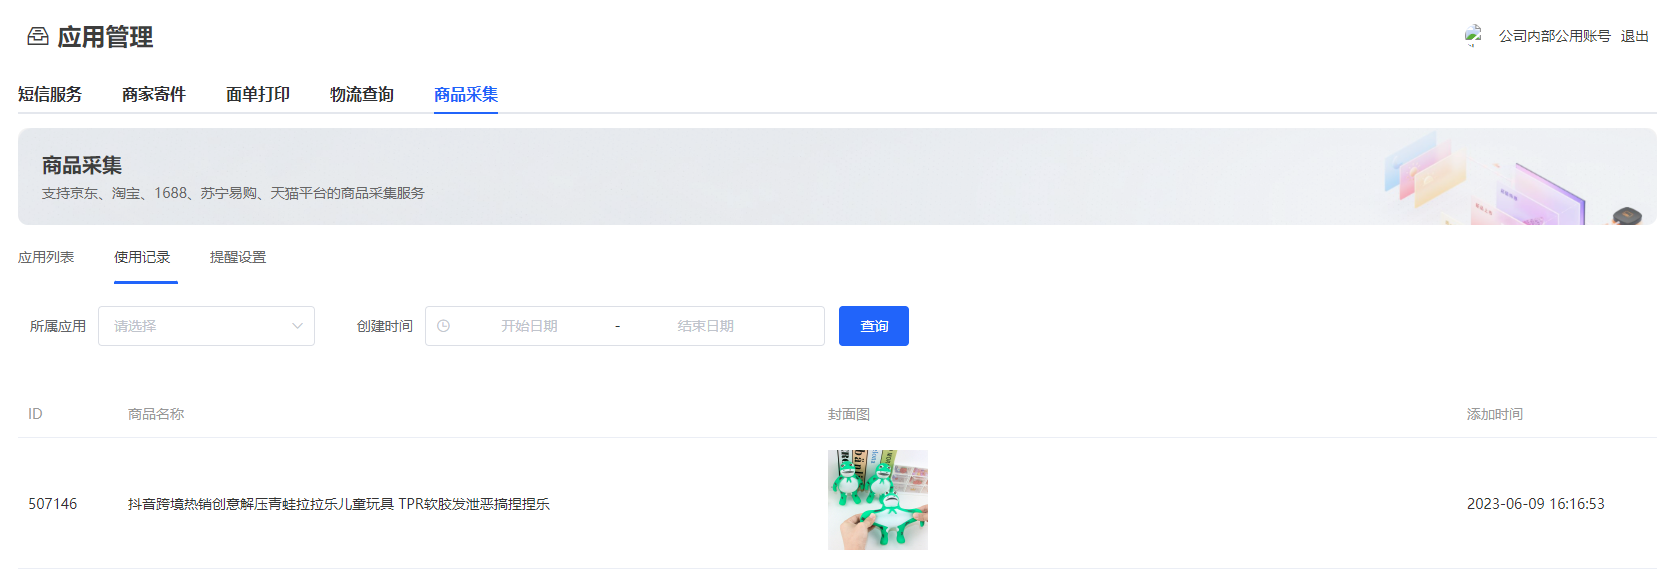 应用管理
公司内部公用账号 退出
短信服务 商家寄件 面单打印 物流查询 商品采集
商品采集
支持京东、淘宝、1688、苏宁易购、天猫平台的商品采集服务
应用列表 使用记录 提醒设置
所属应用 请选择 创建时间 开始日期 - 结束日期 查询
ID 商品名称 封面图 添加时间
507146 抖音跨境热销创意解压青蛙拉拉乐儿童玩具 TPR软胶发泄恶搞捏捏乐 2023-06-09 16:16:53